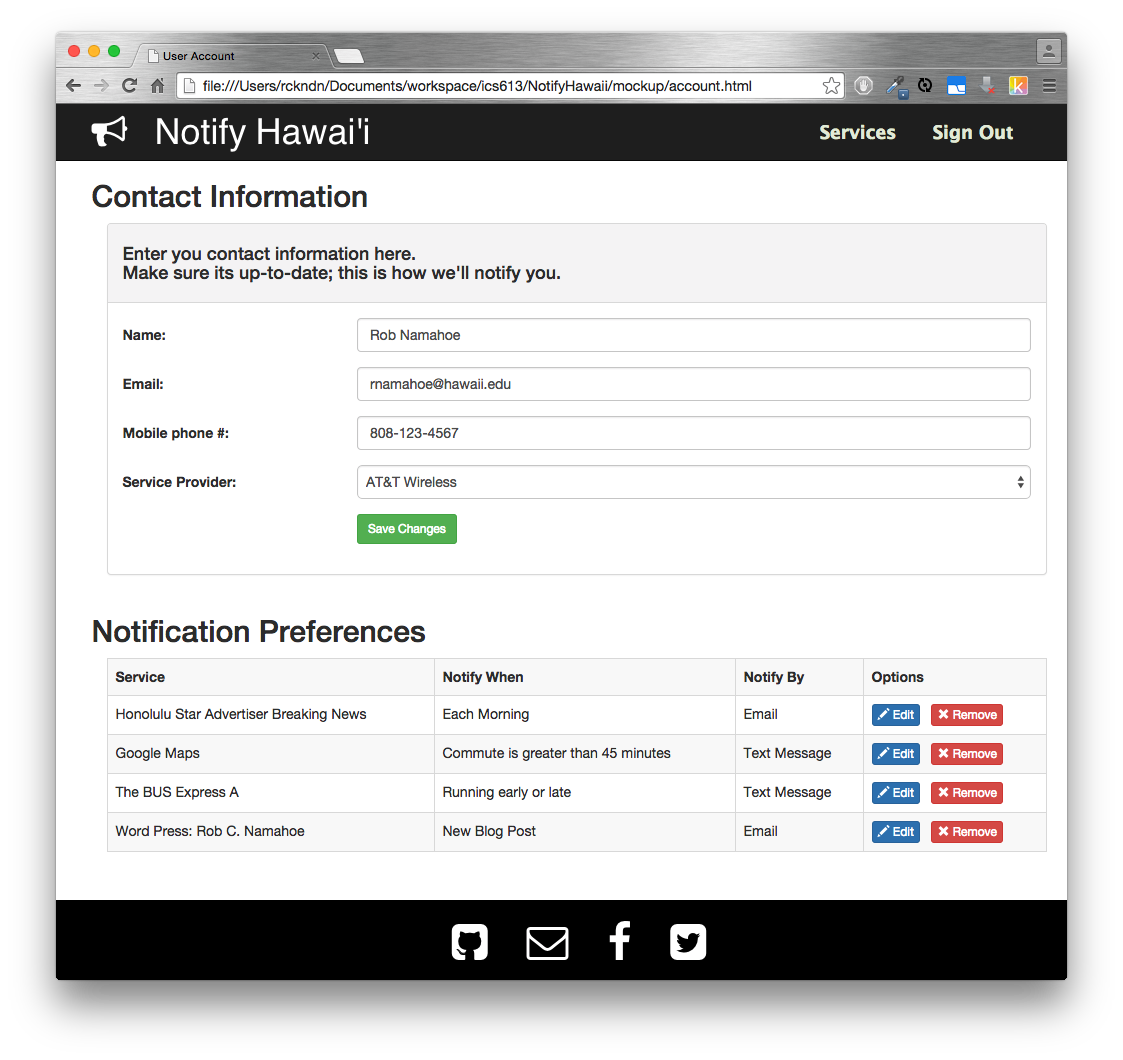 User Account
file:///Users/rckndn/Documents/workspace/ics613/NotifyHawaii/mockup/account.html
Notify Hawai'i Services Sign Out
Contact Information
Enter you contact information here.
Make sure its up-to-date; this is how we'll notify you.
Name: Rob Namahoe
Email: rnamahoe@hawaii.edu
Mobile phone #: 808-123-4567
Service Provider: AT&T Wireless
Save Changes
Notification Preferences
Service Notify When Notify By Options
Honolulu Star Advertiser Breaking News Each Morning Email Edit Remove
Google Maps Commute is greater than 45 minutes Text Message Edit Remove
The BUS Express A Running early or late Text Message Edit Remove
Word Press: Rob C. Namahoe New Blog Post Email Edit Remove